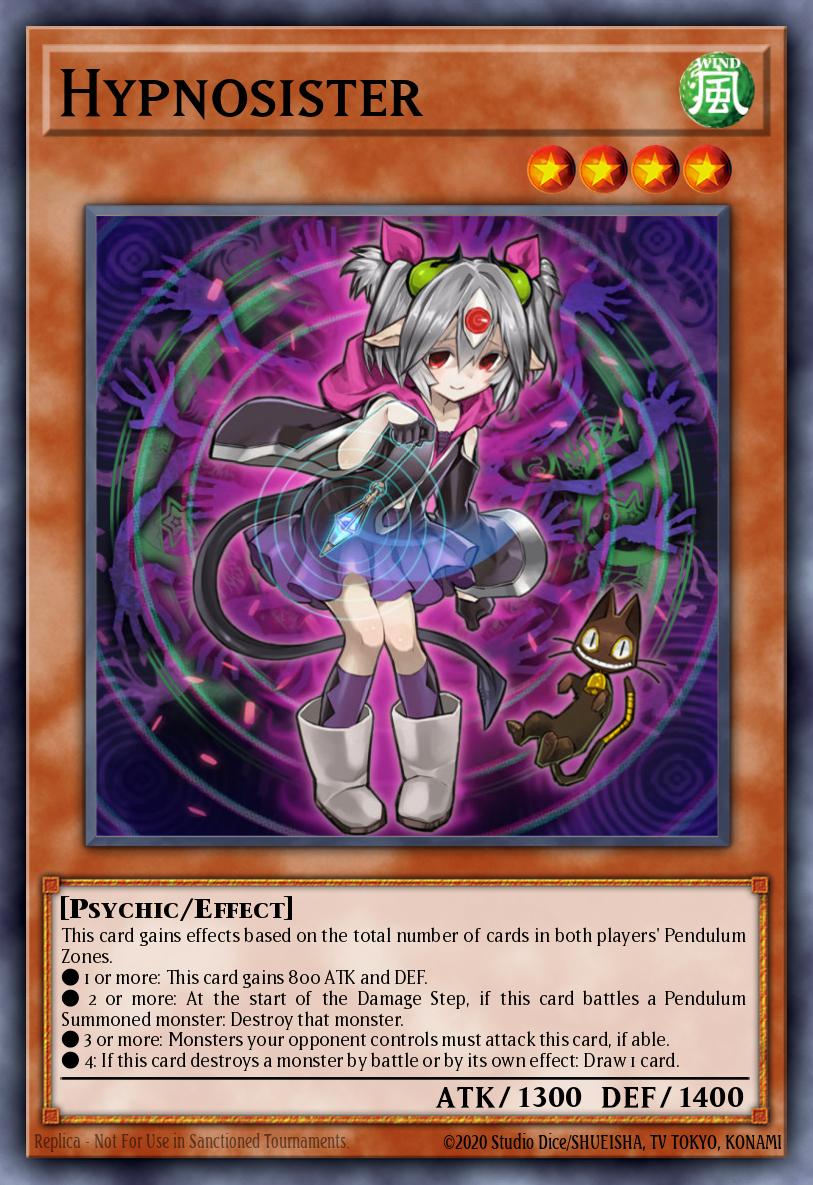 Hypnosister
WIND
風
[Psychic/Effect]
This card gains effects based on the total number of cards in both players' Pendulum
Zones.
● 1 or more: This card gains 800 ATK and DEF.
● 2 or more: At the start of the Damage Step, if this card battles a Pendulum
Summoned monster: Destroy that monster.
● 3 or more: Monsters your opponent controls must attack this card, if able.
● 4: If this card destroys a monster by battle or by its own effect: Draw 1 card.
ATK/1300 DEF/1400
Replica - Not For Use in Sanctioned Tournaments.
©2020 Studio Dice/SHUEISHA, TV TOKYO, KONAMI